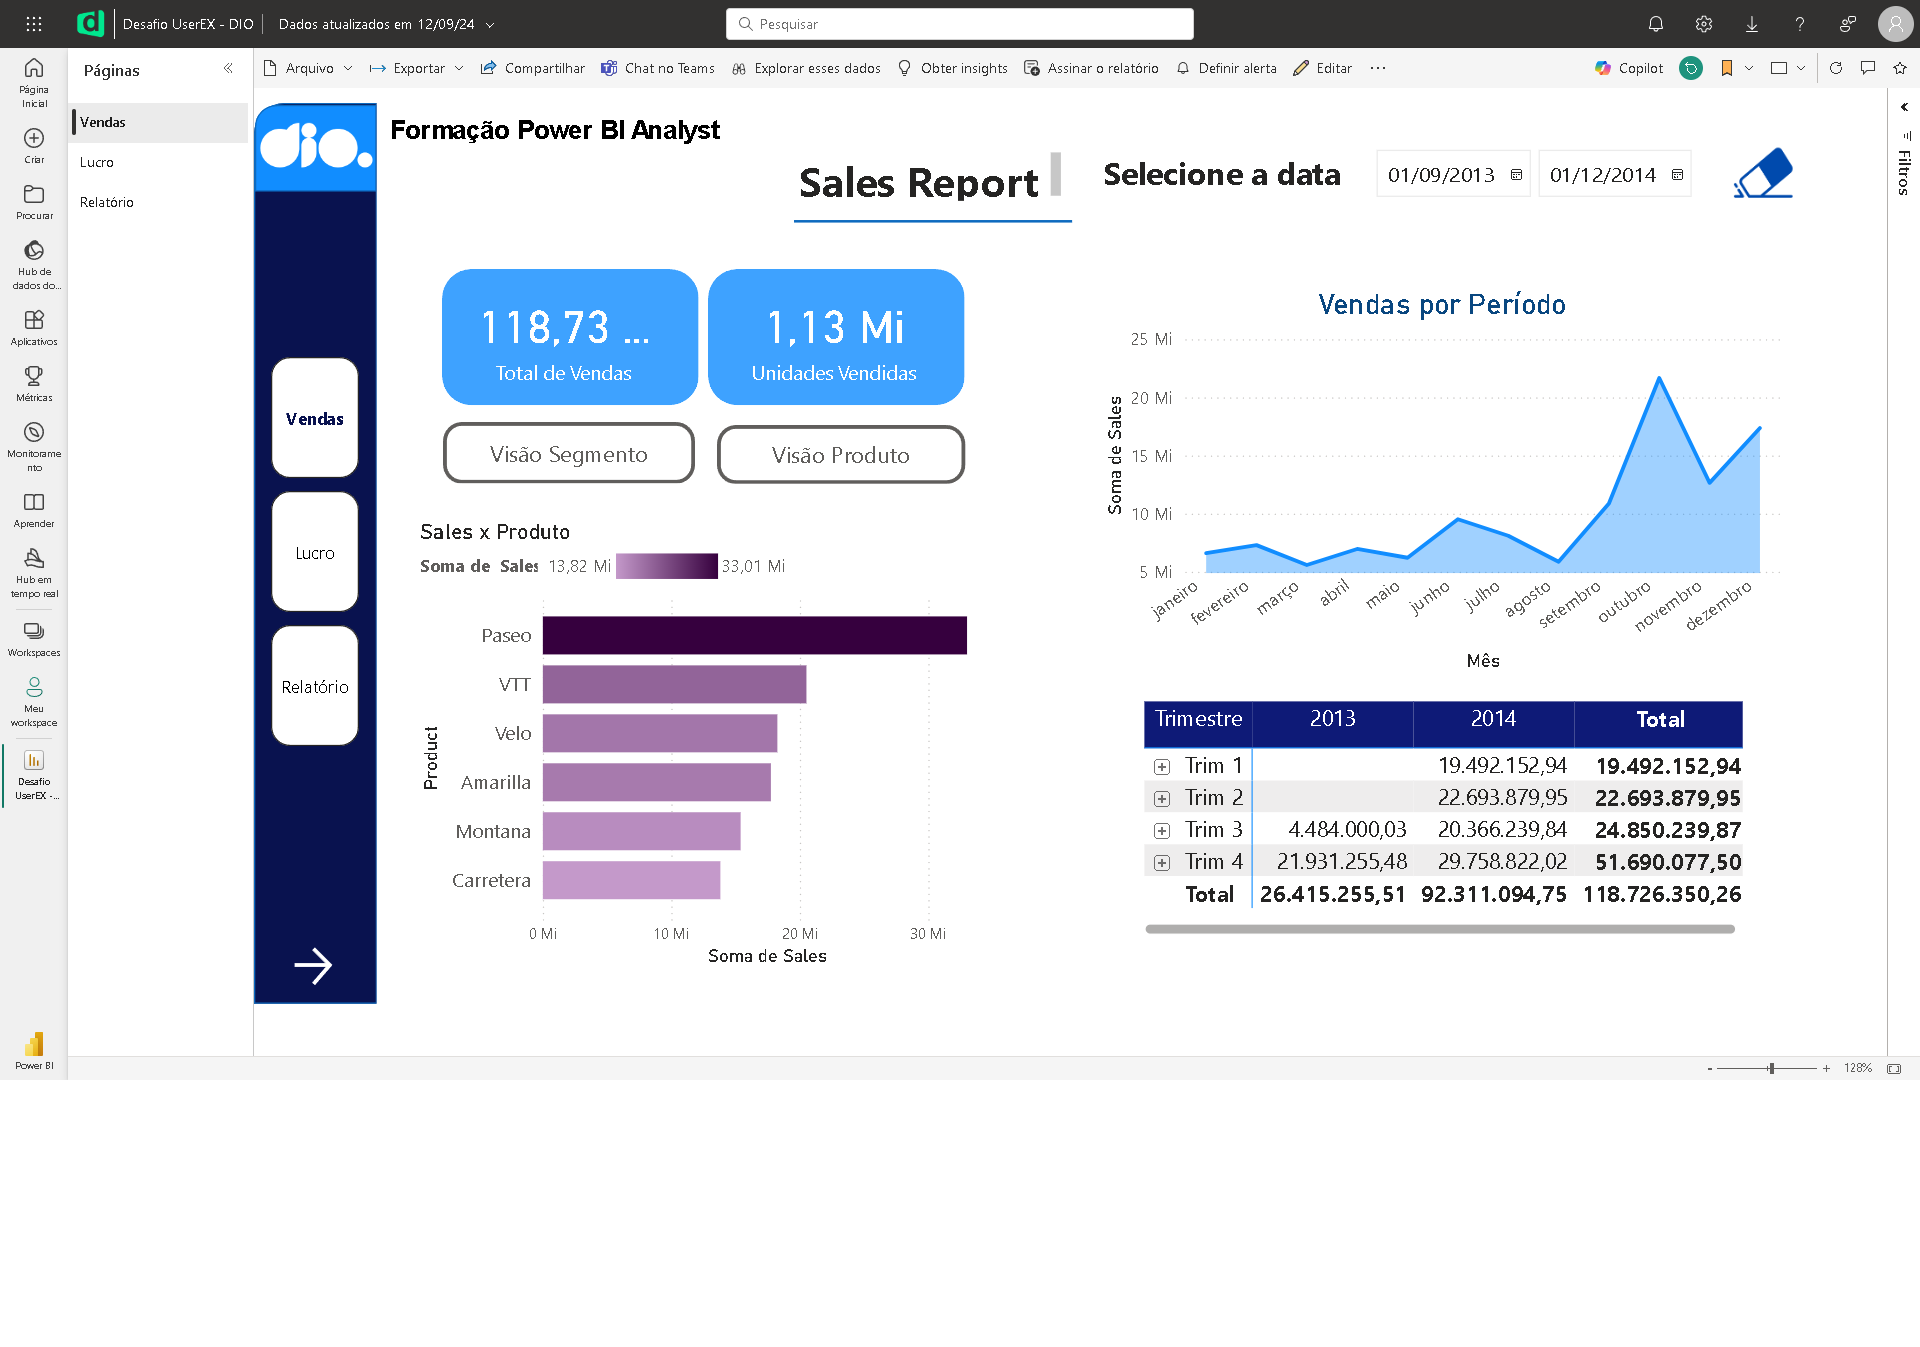 Desafio UserEX - DIO
Dados atualizados em 12/09/24
Pesquisar
Página
Inicial
Criar
Procurar
Hub de
dados do...
Aplicativos
Métricas
Monitorame
nto
Aprender
Hub em
tempo real
Workspaces
Meu
workspace
Desafio
UserEX -...
Power BI
Páginas
Vendas
Lucro
Relatório
Arquivo
Exportar
Compartilhar
Chat no Teams
Explorar esses dados
Obter insights
Assinar o relatório
Definir alerta
Editar
...
Copilot
Filtros
dio.
Vendas
Lucro
Relatório
Formação Power BI Analyst
Sales Report
Selecione a data
01/09/2013
01/12/2014
118,73 ...
Total de Vendas
1,13 Mi
Unidades Vendidas
Visão Segmento
Visão Produto
Sales x Produto
Soma de Sales 13,82 Mi 33,01 Mi
Product
Paseo
VTT
Velo
Amarilla
Montana
Carretera
0 Mi 10 Mi 20 Mi 30 Mi
Soma de Sales
Vendas por Período
Soma de Sales
25 Mi
20 Mi
15 Mi
10 Mi
5 Mi
janeiro fevereiro março abril maio junho julho agosto setembro outubro novembro dezembro
Mês
Trimestre 2013 2014 Total
Trim 1 19.492.152,94 19.492.152,94
Trim 2 22.693.879,95 22.693.879,95
Trim 3 4.484.000,03 20.366.239,84 24.850.239,87
Trim 4 21.931.255,48 29.758.822,02 51.690.077,50
Total 26.415.255,51 92.311.094,75 118.726.350,26
- + 128%